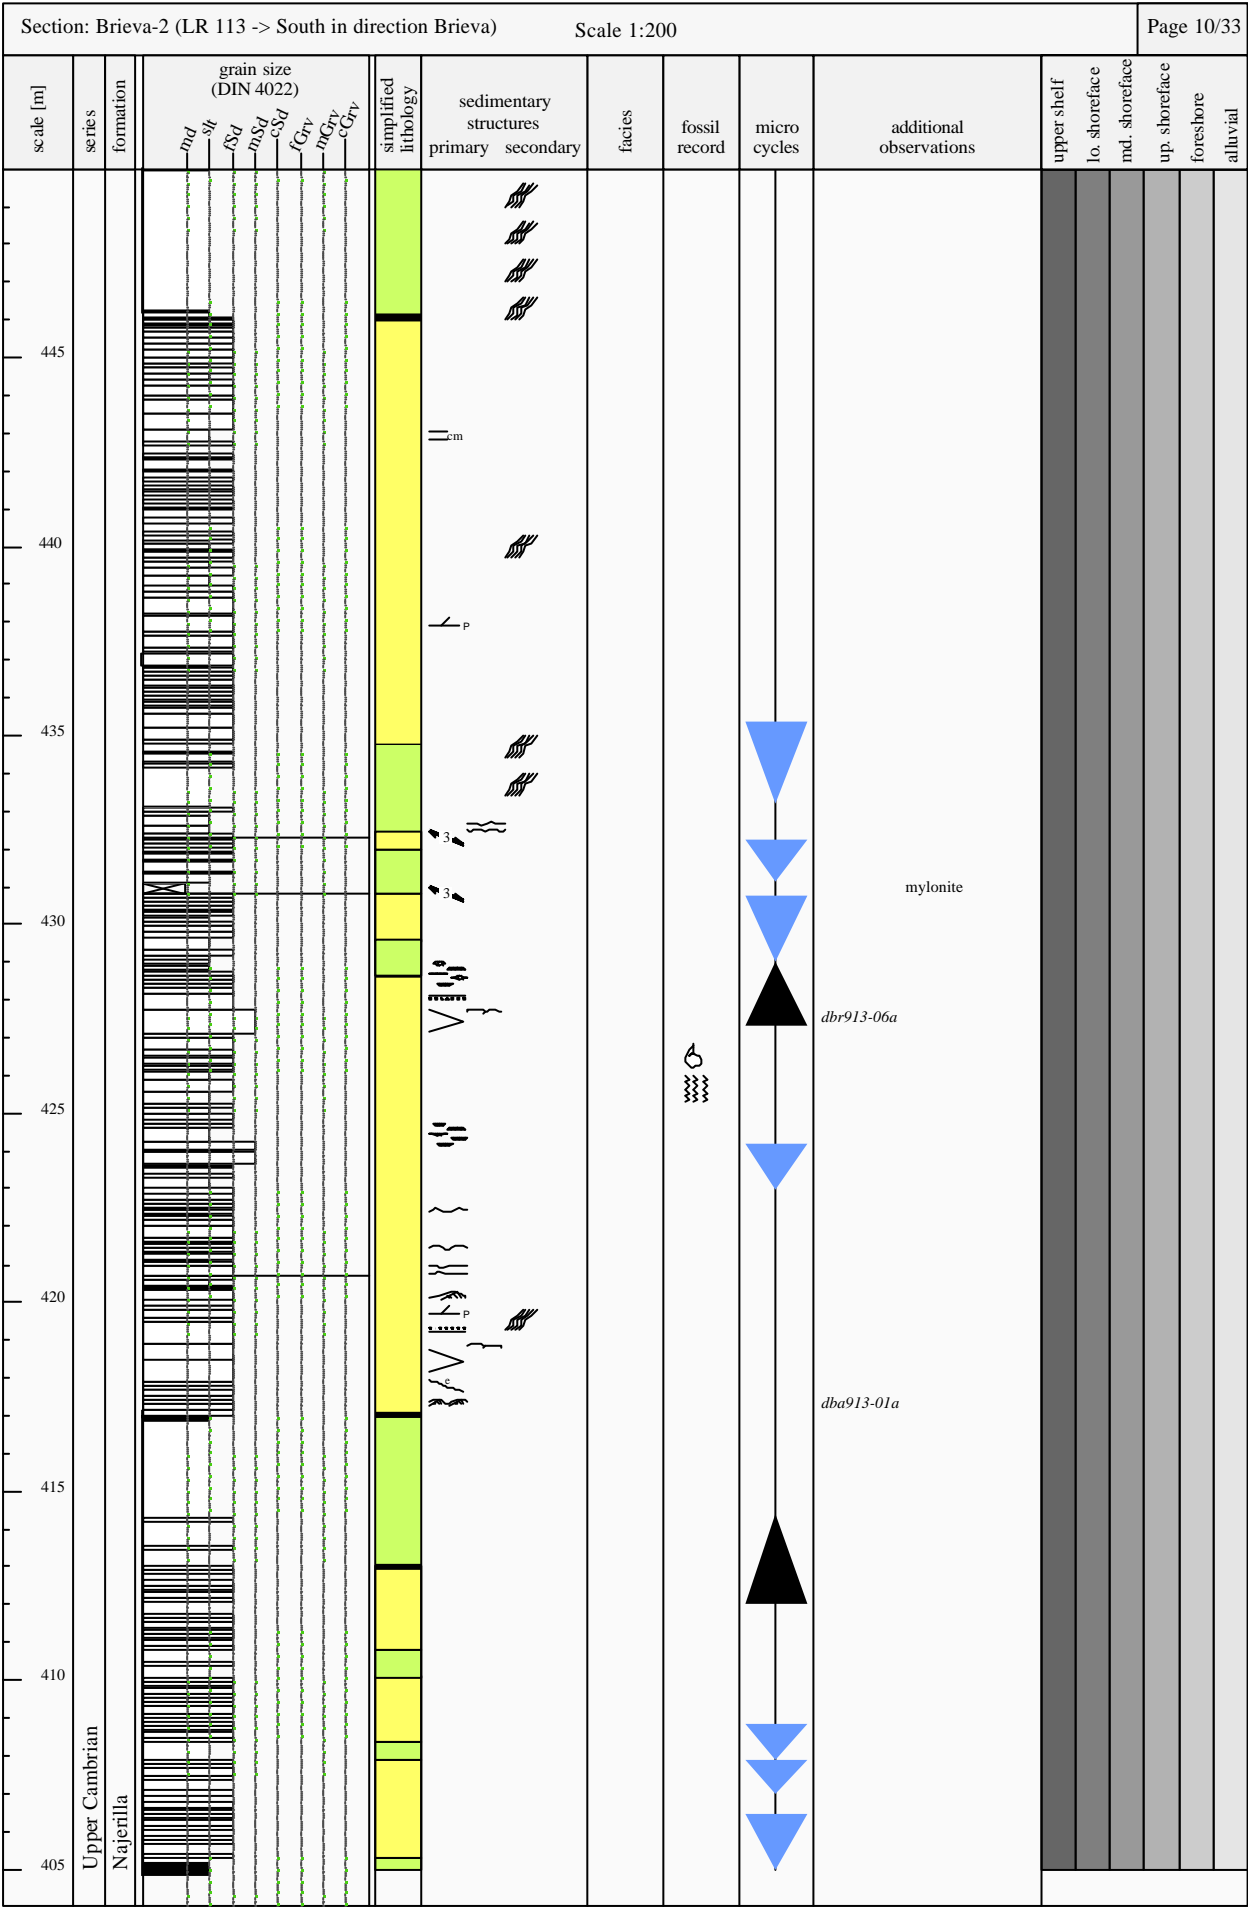 Section: Brieva-2 (LR 113 -> South in direction Brieva)
Scale 1:200
Page 10/33
scale [m]
series
formation
grain size
(DIN 4022)
md
slt
fSd
mSd
cSd
fGrv
mGrv
cGrv
simplified
lithology
sedimentary
structures
primary secondary
facies
fossil
record
micro
cycles
additional
observations
upper shelf
lo. shoreface
md. shoreface
up. shoreface
foreshore
alluvial
445
cm
440
P
435
3
3
mylonite
430
dbr913-06a
425
420
P
e
dba913-01a
415
410
Upper Cambrian
Najerilla
405